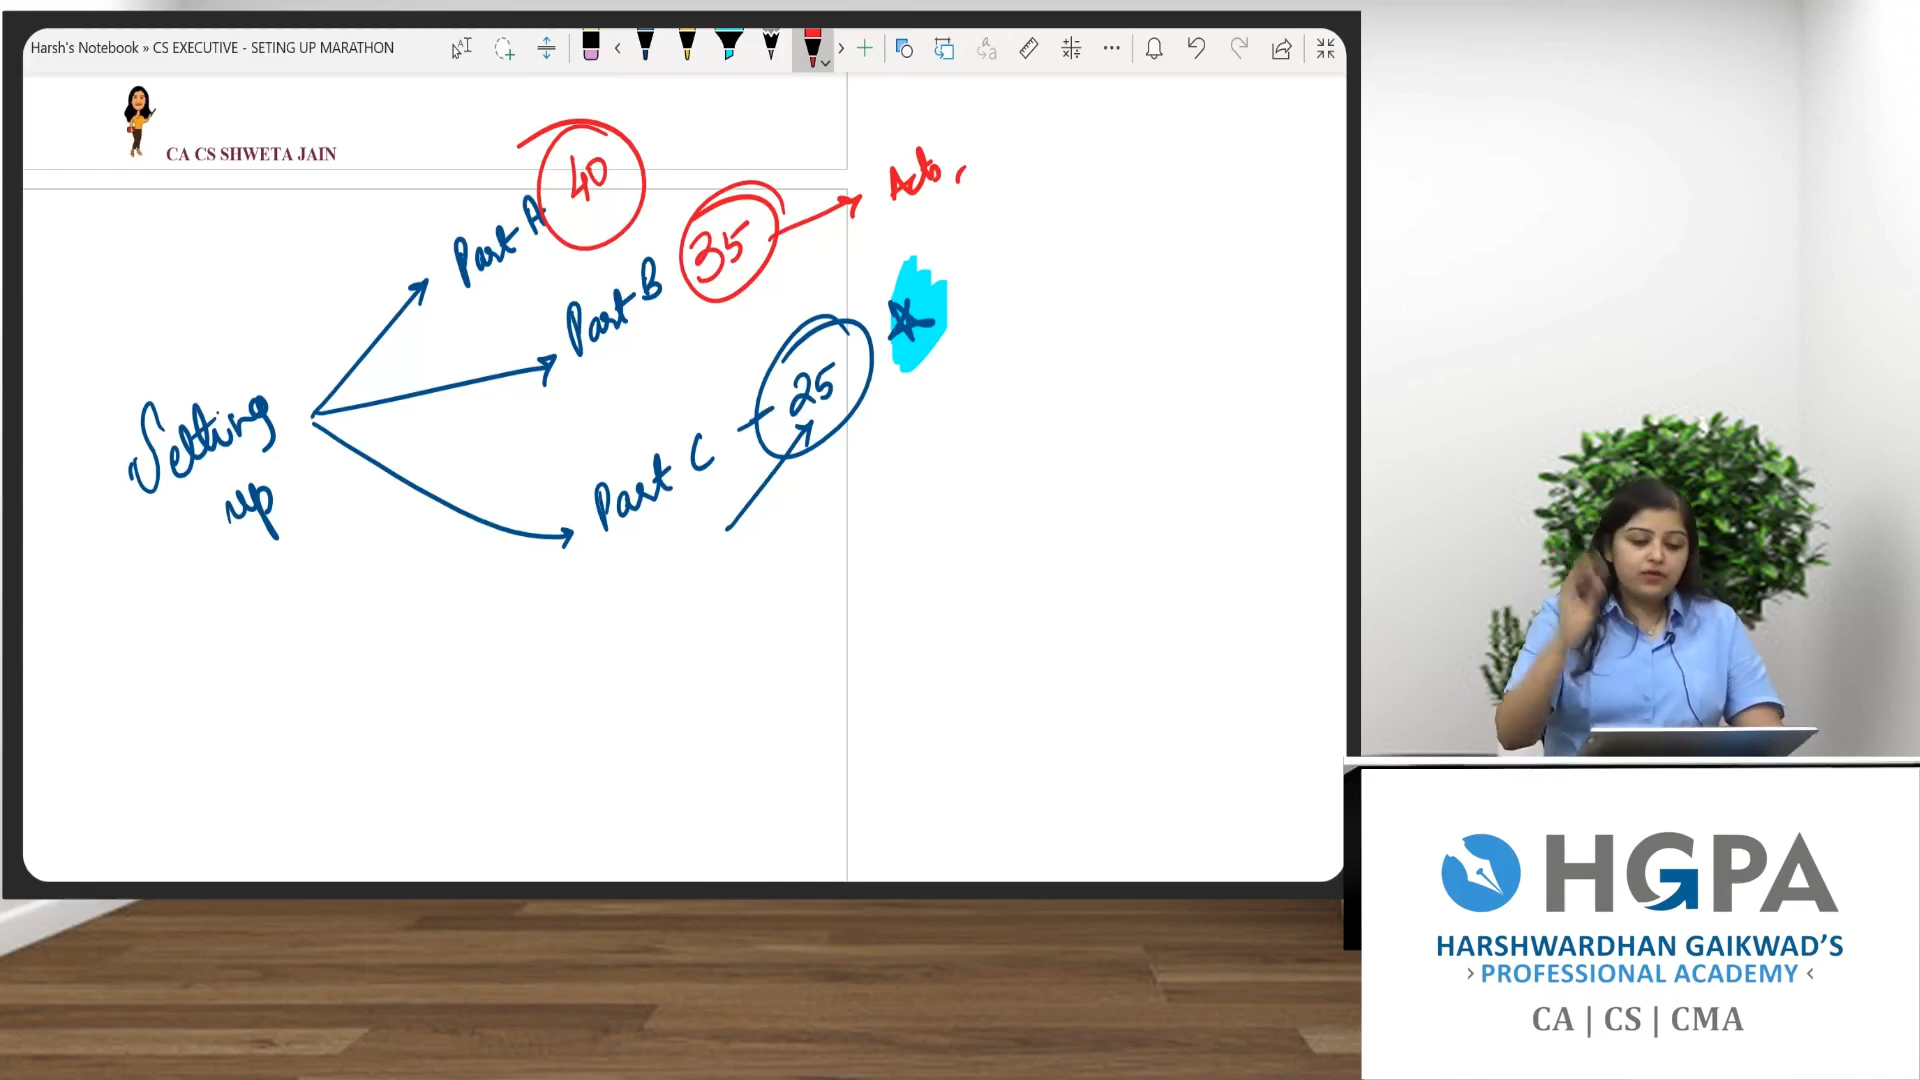 Harsh's Notebook » CS EXECUTIVE - SETING UP MARATHON
CA CS SHWETA JAIN
Setting
up
Part A
40
Part B
35
Acts,
Part C - 25
HGPA
HARSHWARDHAN GAIKWAD'S
› PROFESSIONAL ACADEMY ‹
CA | CS | CMA